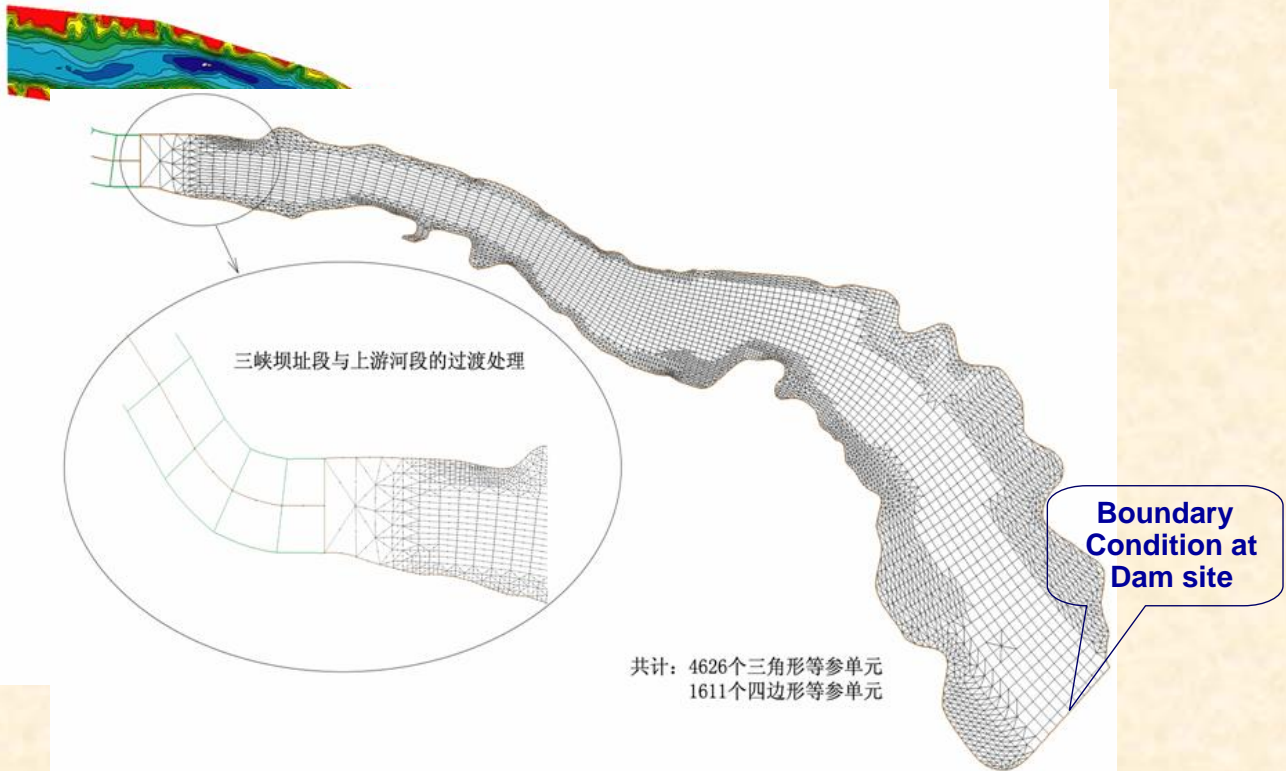 三峡坝址段与上游河段的过渡处理
Boundary
Condition at
Dam site
共计：4626个三角形等参单元
1611个四边形等参单元